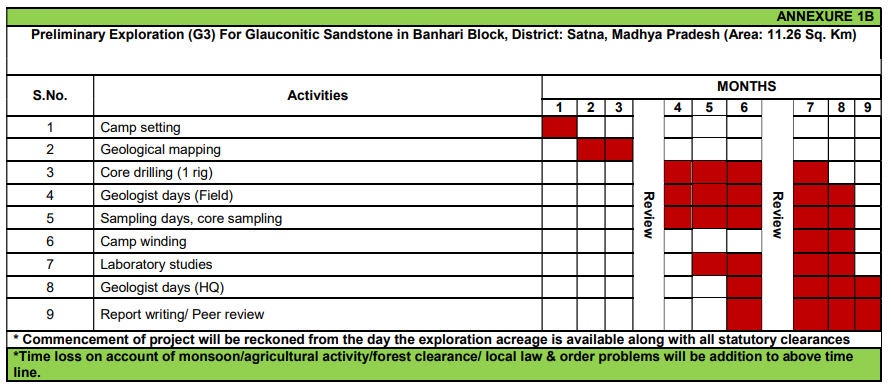 ANNEXURE 1B
Preliminary Exploration (G3) For Glauconitic Sandstone in Banhari Block, District: Satna, Madhya Pradesh (Area: 11.26 Sq. Km)
S.No. Activities MONTHS
1 2 3 4 5 6 7 8 9
1 Camp setting
2 Geological mapping
3 Core drilling (1 rig)
4 Geologist days (Field)
5 Sampling days, core sampling
6 Camp winding
7 Laboratory studies
8 Geologist days (HQ)
9 Report writing/ Peer review
Review
Review
* Commencement of project will be reckoned from the day the exploration acreage is available along with all statutory clearances
*Time loss on account of monsoon/agricultural activity/forest clearance/ local law & order problems will be addition to above time
line.